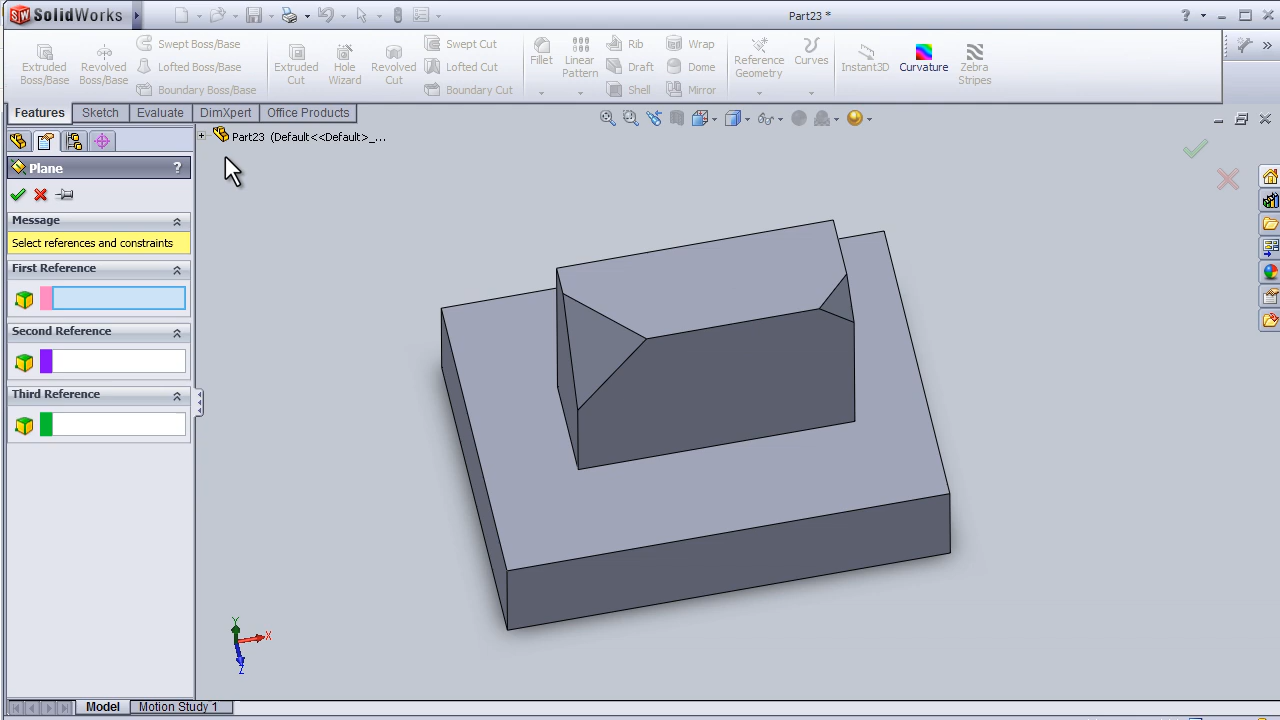 SolidWorks
Part23 *
Extruded Boss/Base
Revolved Boss/Base
Swept Boss/Base
Lofted Boss/Base
Boundary Boss/Base
Extruded Cut
Hole Wizard
Revolved Cut
Swept Cut
Lofted Cut
Boundary Cut
Fillet
Linear Pattern
Rib
Draft
Shell
Wrap
Dome
Mirror
Reference Geometry
Curves
Instant3D
Curvature
Zebra Stripes
Features
Sketch
Evaluate
DimXpert
Office Products
Part23 (Default<<Default>_...
Plane
?
Message
Select references and constraints
First Reference
Second Reference
Third Reference
Y
X
Z
Model
Motion Study 1